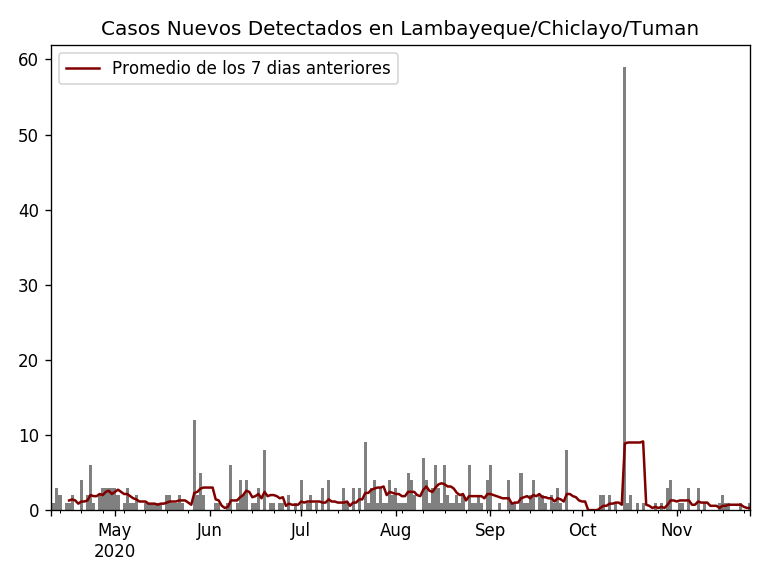 Casos Nuevos Detectados en Lambayeque/Chiclayo/Tuman
Promedio de los 7 dias anteriores
60
50
40
30
20
10
0
May Jun Jul Aug Sep Oct Nov
2020